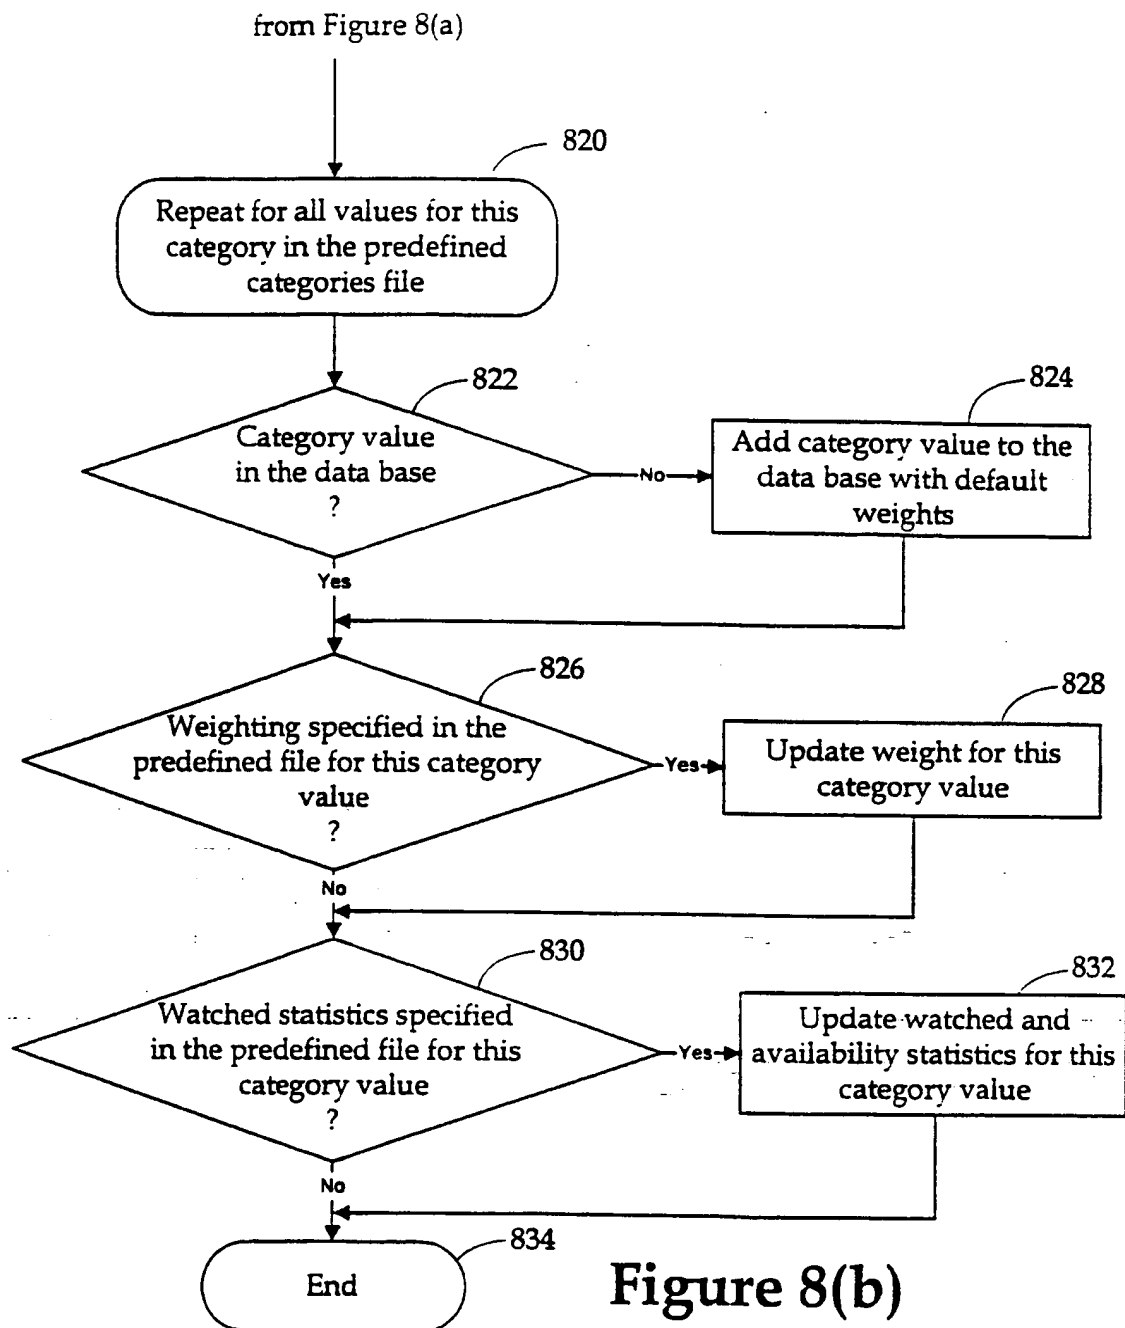 from Figure 8(a)
820
Repeat for all values for this
category in the predefined
categories file
822
Category value
in the data base
?
No
824
Add category value to the
data base with default
weights
Yes
826
Weighting specified in the
predefined file for this category
value
?
Yes
828
Update weight for this
category value
No
830
Watched statistics specified
in the predefined file for this
category value
?
Yes
832
Update watched and
availability statistics for this
category value
No
834
End
Figure 8(b)